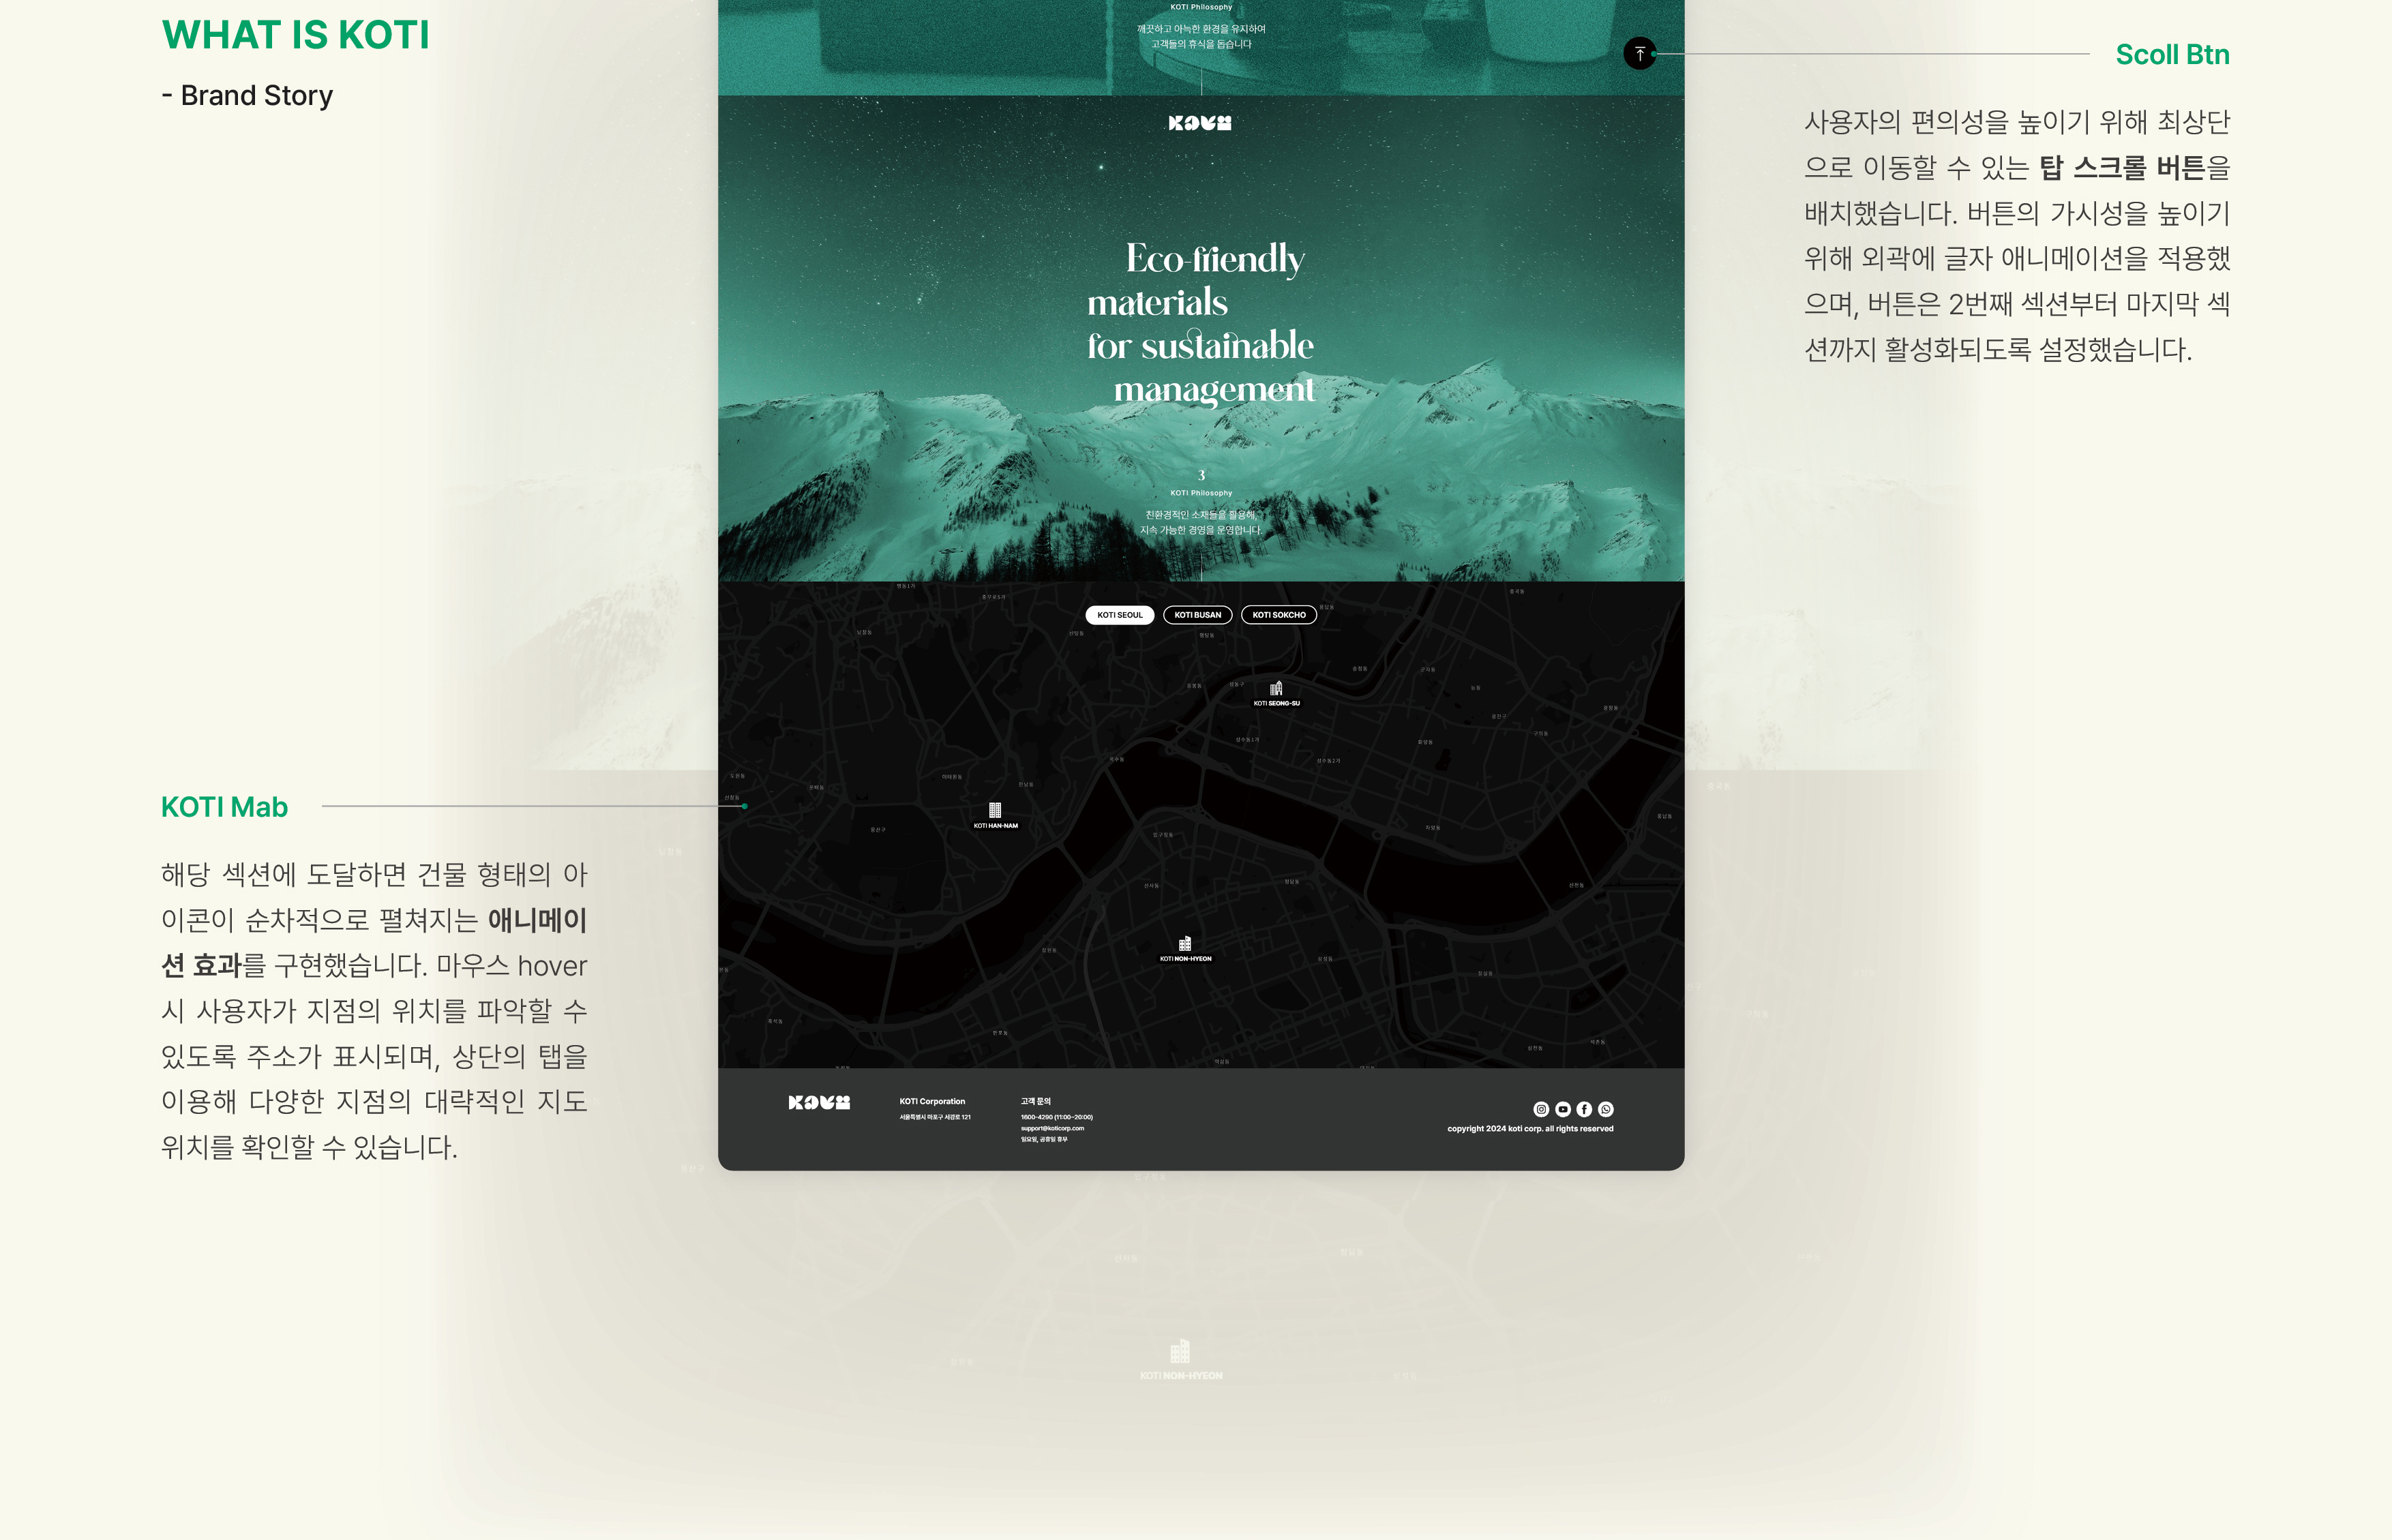 WHAT IS KOTI
- Brand Story
KOTI Philosophy
깨끗하고 아늑한 환경을 유지하여
고객들의 휴식을 돕습니다
Scoll Btn
사용자의 편의성을 높이기 위해 최상단
으로 이동할 수 있는 탑 스크롤 버튼을
배치했습니다. 버튼의 가시성을 높이기
위해 외곽에 글자 애니메이션을 적용했
으며, 버튼은 2번째 섹션부터 마지막 섹
션까지 활성화되도록 설정했습니다.
Eco-friendly
materials
for sustainable
management
3
KOTI Philosophy
친환경적인 소재들을 활용해,
지속 가능한 경영을 운영합니다.
KOTI SEOUL
KOTI BUSAN
KOTI SOKCHO
KOTI SEONG-SU
성수동1가
성수동2가
KOTI HAN-NAM
KOTI NON-HYEON
KOTI Mab
해당 섹션에 도달하면 건물 형태의 아
이콘이 순차적으로 펼쳐지는 애니메이
션 효과를 구현했습니다. 마우스 hover
시 사용자가 지점의 위치를 파악할 수
있도록 주소가 표시되며, 상단의 탭을
이용해 다양한 지점의 대략적인 지도
위치를 확인할 수 있습니다.
KOTI
KOTI Corporation
서울특별시 마포구 서강로 121
고객 문의
1600-4290 (11:00~20:00)
support@koticorp.com
일요일, 공휴일 휴무
copyright 2024 koti corp. all rights reserved
KOTI NON-HYEON